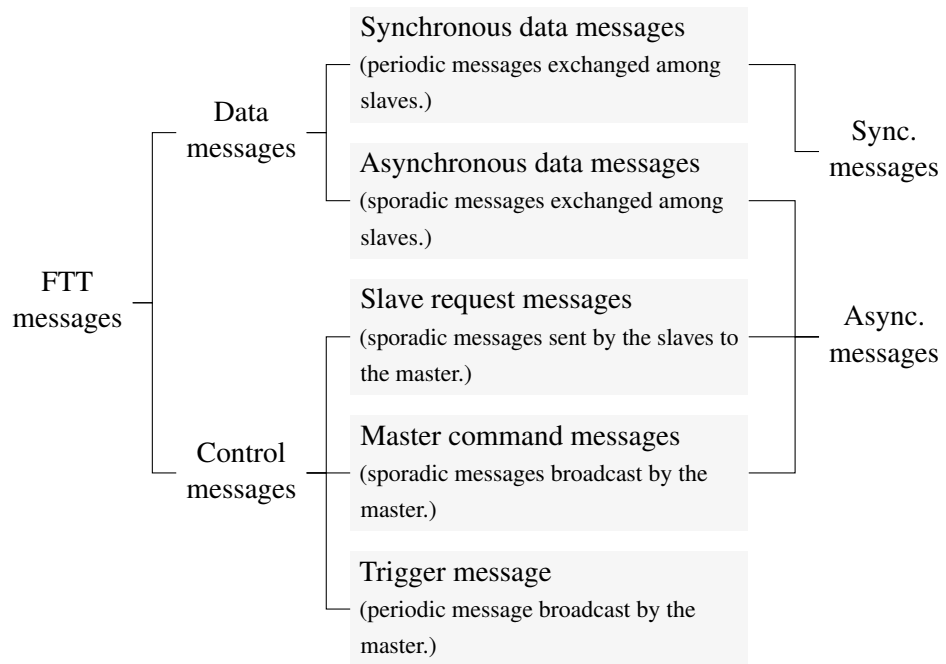 FTT
messages
Data
messages
Control
messages
Synchronous data messages
(periodic messages exchanged among
slaves.)
Asynchronous data messages
(sporadic messages exchanged among
slaves.)
Slave request messages
(sporadic messages sent by the slaves to
the master.)
Master command messages
(sporadic messages broadcast by the
master.)
Trigger message
(periodic message broadcast by the
master.)
Sync.
messages
Async.
messages